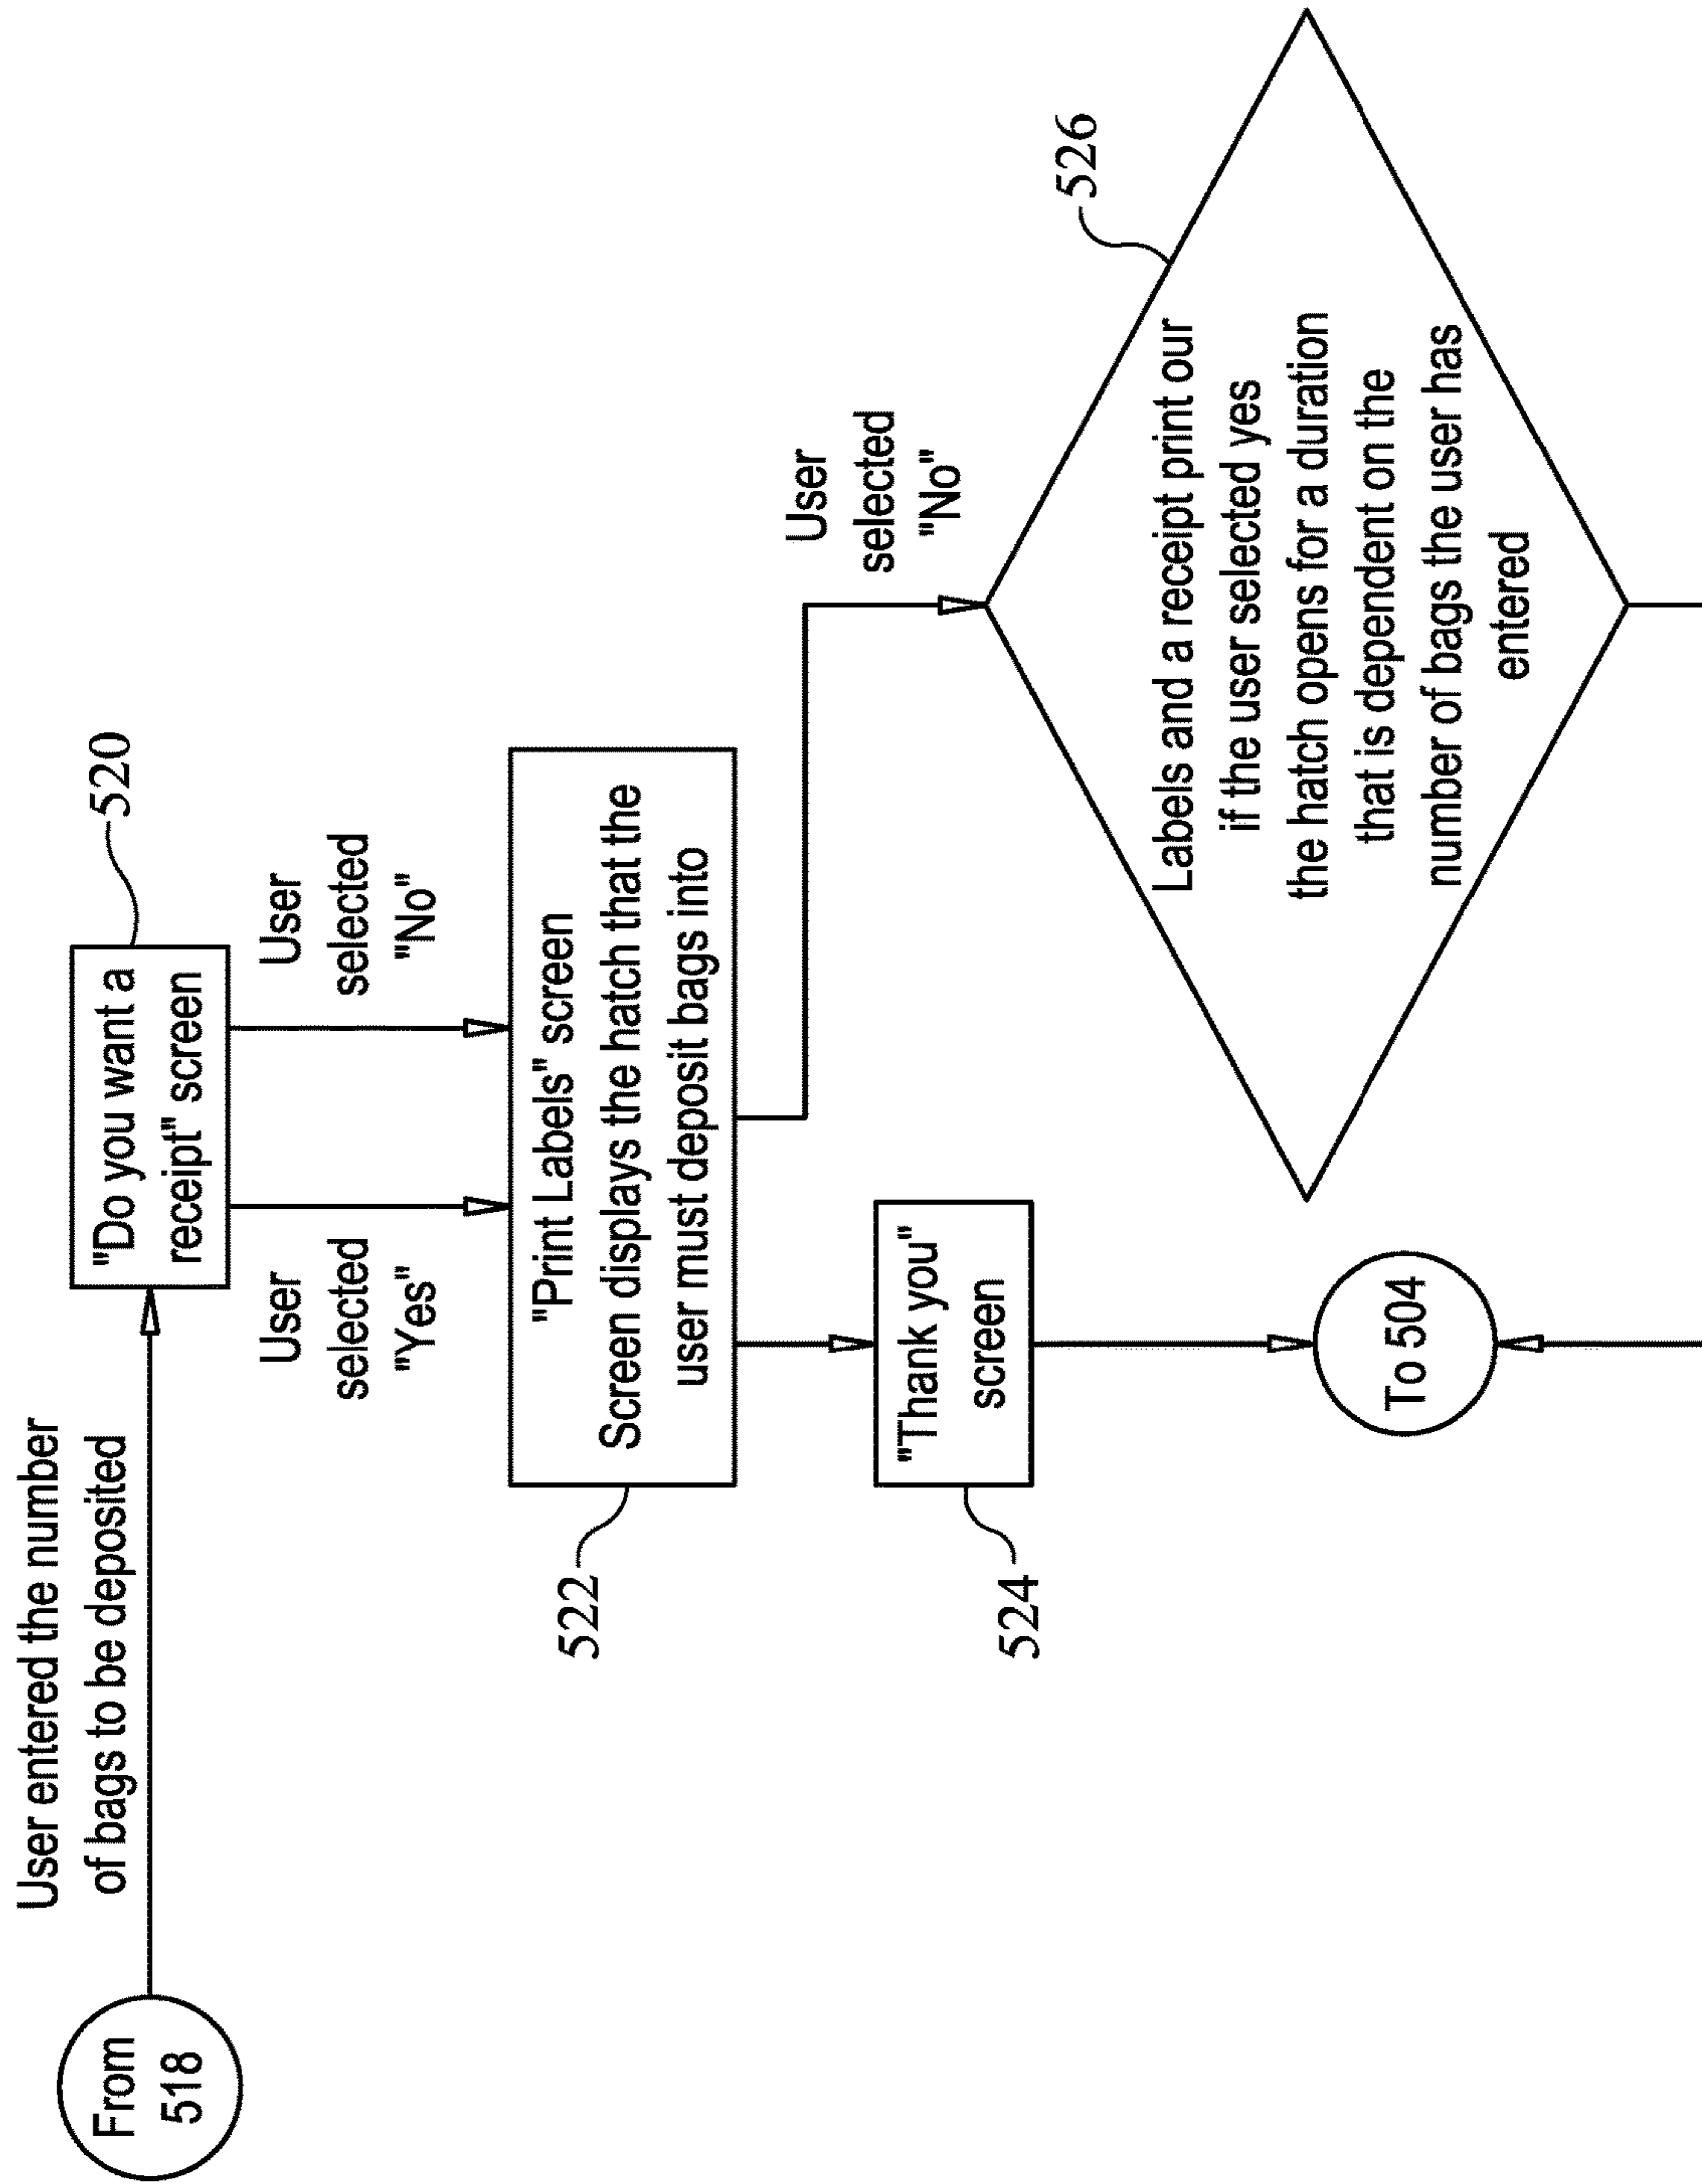 From
518
User entered the number
of bags to be deposited
"Do you want a
receipt" screen
520
User
selected
"Yes"
User
selected
"No"
"Print Labels" screen
Screen displays the hatch that the
user must deposit bags into
522
User
selected
"No"
"Thank you"
screen
524
Labels and a receipt print our
if the user selected yes
the hatch opens for a duration
that is dependent on the
number of bags the user has
entered
526
To 504